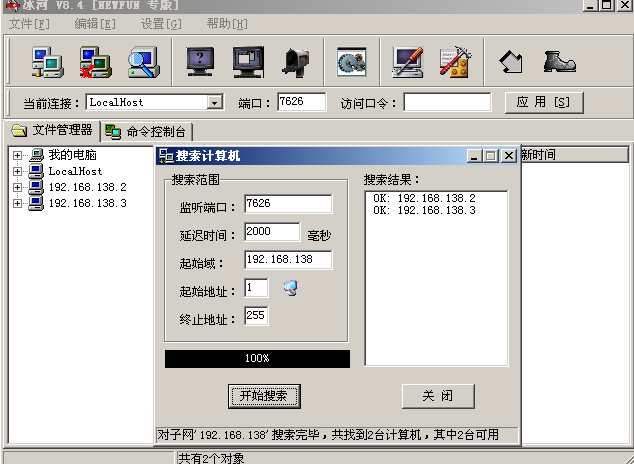 冰河 V8.4 [NEWFUN 专版]
文件[F] 编辑[E] 设置[G] 帮助[H]
当前连接： LocalHost 端口： 7626 访问口令： 应 用 [S]
文件管理器 命令控制台
我的电脑
LocalHost
192.168.138.2
192.168.138.3
新时间
搜索计算机
搜索范围
监听端口： 7626
延迟时间： 2000 毫秒
起始域： 192.168.138
起始地址： 1
终止地址： 255
搜索结果：
OK: 192.168.138.2
OK: 192.168.138.3
100%
开始搜索 关 闭
对子网'192.168.138'搜索完毕，共找到2台计算机，其中2台可用
共有2个对象